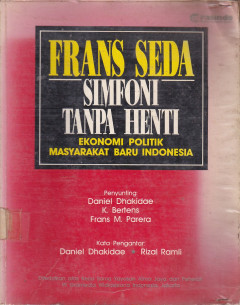 FRANS SEDA
SIMFONI
TANPA HENTI
EKONOMI POLITIK
MASYARAKAT BARU INDONESIA
Penyunting
Daniel Dhakidae
K. Bertens
Frans M. Parera
Kata Pengantar
Daniel Dhakidae • Rizal Ramli